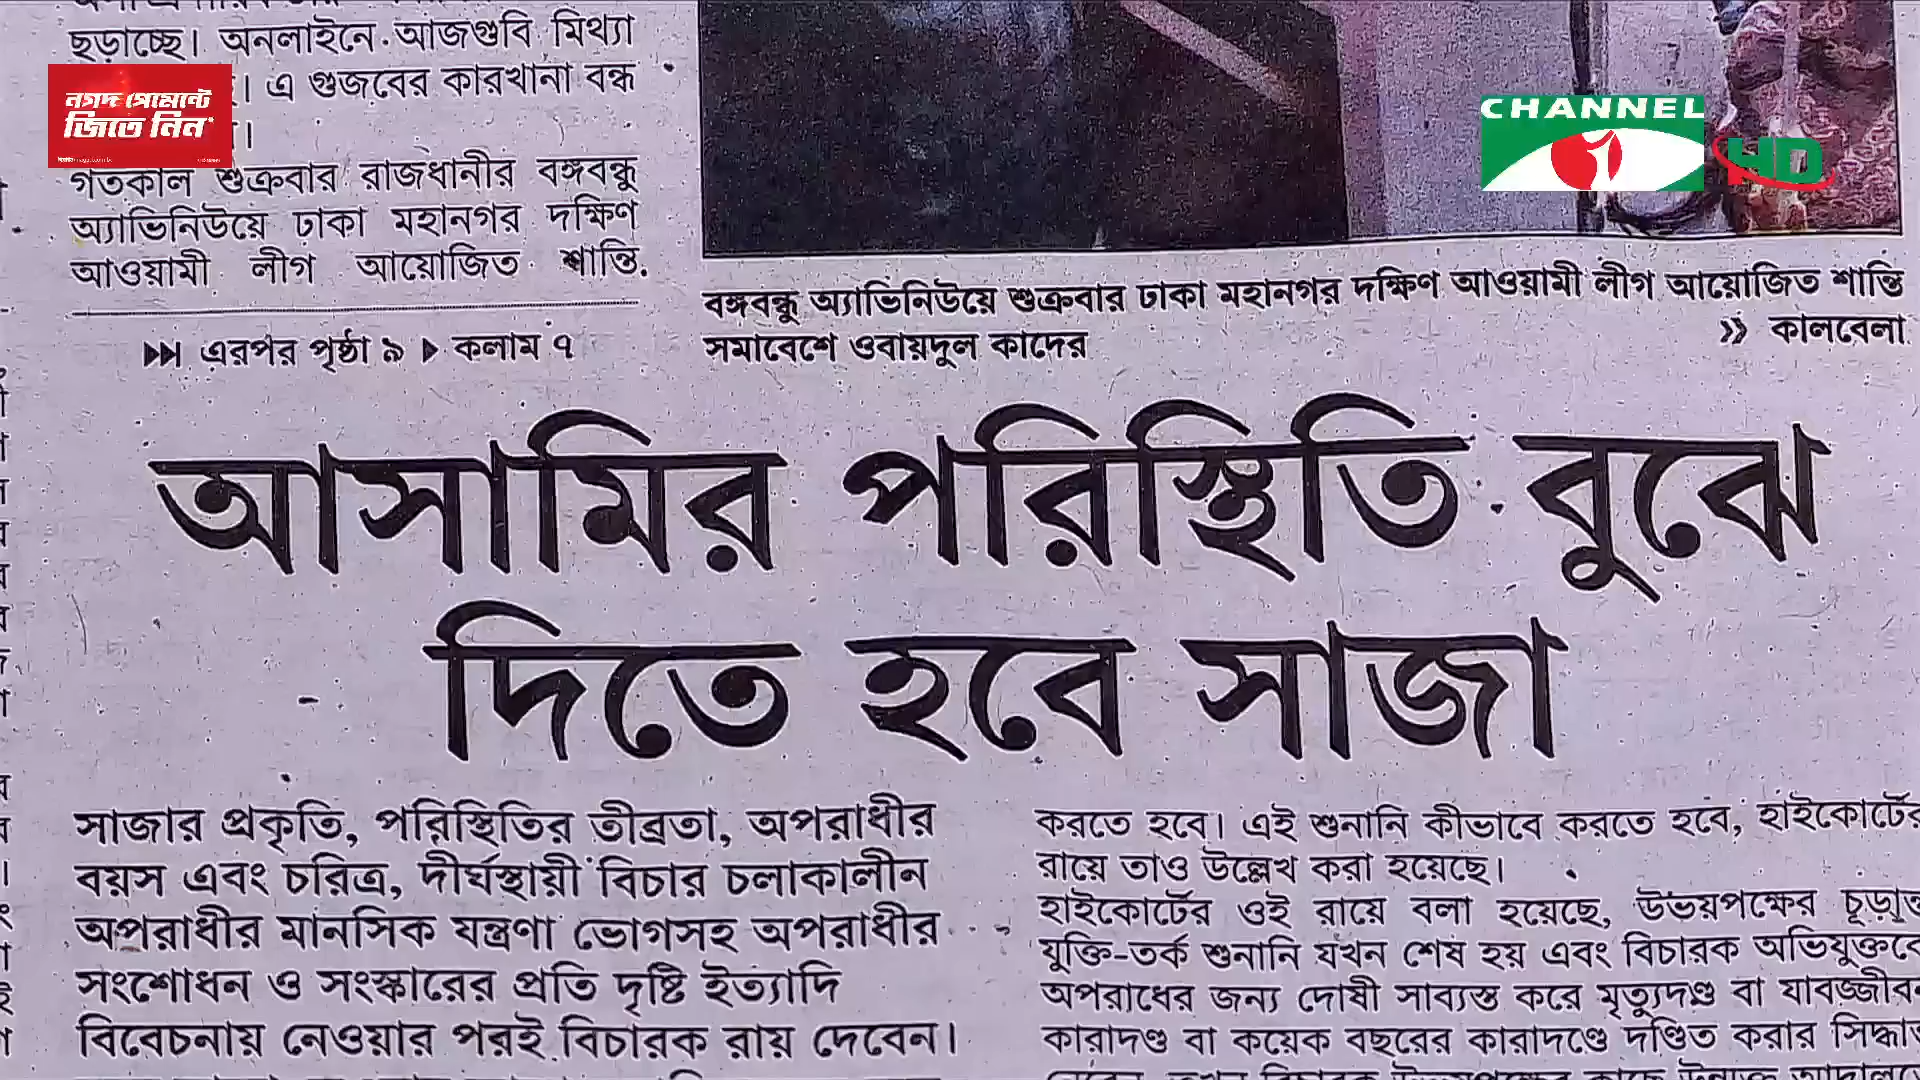 ছড়াচ্ছে। অনলাইনে আজগুবি মিথ্যা
। এ গুজবের কারখানা বন্ধ
গতকাল শুক্রবার রাজধানীর বঙ্গবন্ধু
অ্যাভিনিউয়ে ঢাকা মহানগর দক্ষিণ
আওয়ামী লীগ আয়োজিত শান্তি
এরপর পৃষ্ঠা ৯ কলাম ৭
নগদ পেমেন্টে
জিতে নিন
CHANNEL
HD
বঙ্গবন্ধু অ্যাভিনিউয়ে শুক্রবার ঢাকা মহানগর দক্ষিণ আওয়ামী লীগ আয়োজিত শান্তি
সমাবেশে ওবায়দুল কাদের
» কালবেলা
আসামির পরিস্থিতি বুঝে
দিতে হবে সাজা
সাজার প্রকৃতি, পরিস্থিতির তীব্রতা, অপরাধীর
বয়স এবং চরিত্র, দীর্ঘস্থায়ী বিচার চলাকালীন
অপরাধীর মানসিক যন্ত্রণা ভোগসহ অপরাধীর
সংশোধন ও সংস্কারের প্রতি দৃষ্টি ইত্যাদি
বিবেচনায় নেওয়ার পরই বিচারক রায় দেবেন।
করতে হবে। এই শুনানি কীভাবে করতে হবে, হাইকোর্টের
রায়ে তাও উল্লেখ করা হয়েছে।
হাইকোর্টের ওই রায়ে বলা হয়েছে, উভয়পক্ষের চূড়ান্ত
যুক্তি-তর্ক শুনানি যখন শেষ হয় এবং বিচারক অভিযুক্তকে
অপরাধের জন্য দোষী সাব্যস্ত করে মৃত্যুদণ্ড বা যাবজ্জীবন
কারাদণ্ড বা কয়েক বছরের কারাদণ্ডে দণ্ডিত করার সিদ্ধান্ত